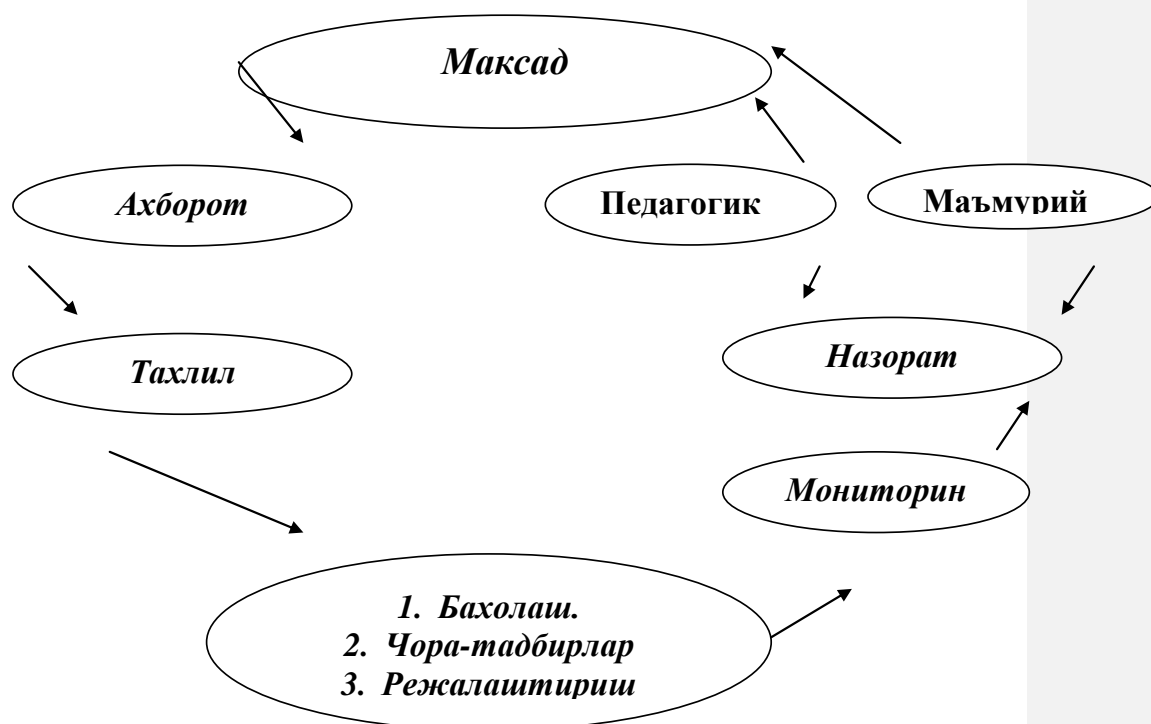 Максад
Ахборот
Педагогик
Маъмурий
Тахлил
Назорат
Мониторин
1. Бахолаш.
2. Чора-тадбирлар
3. Режалаштириш